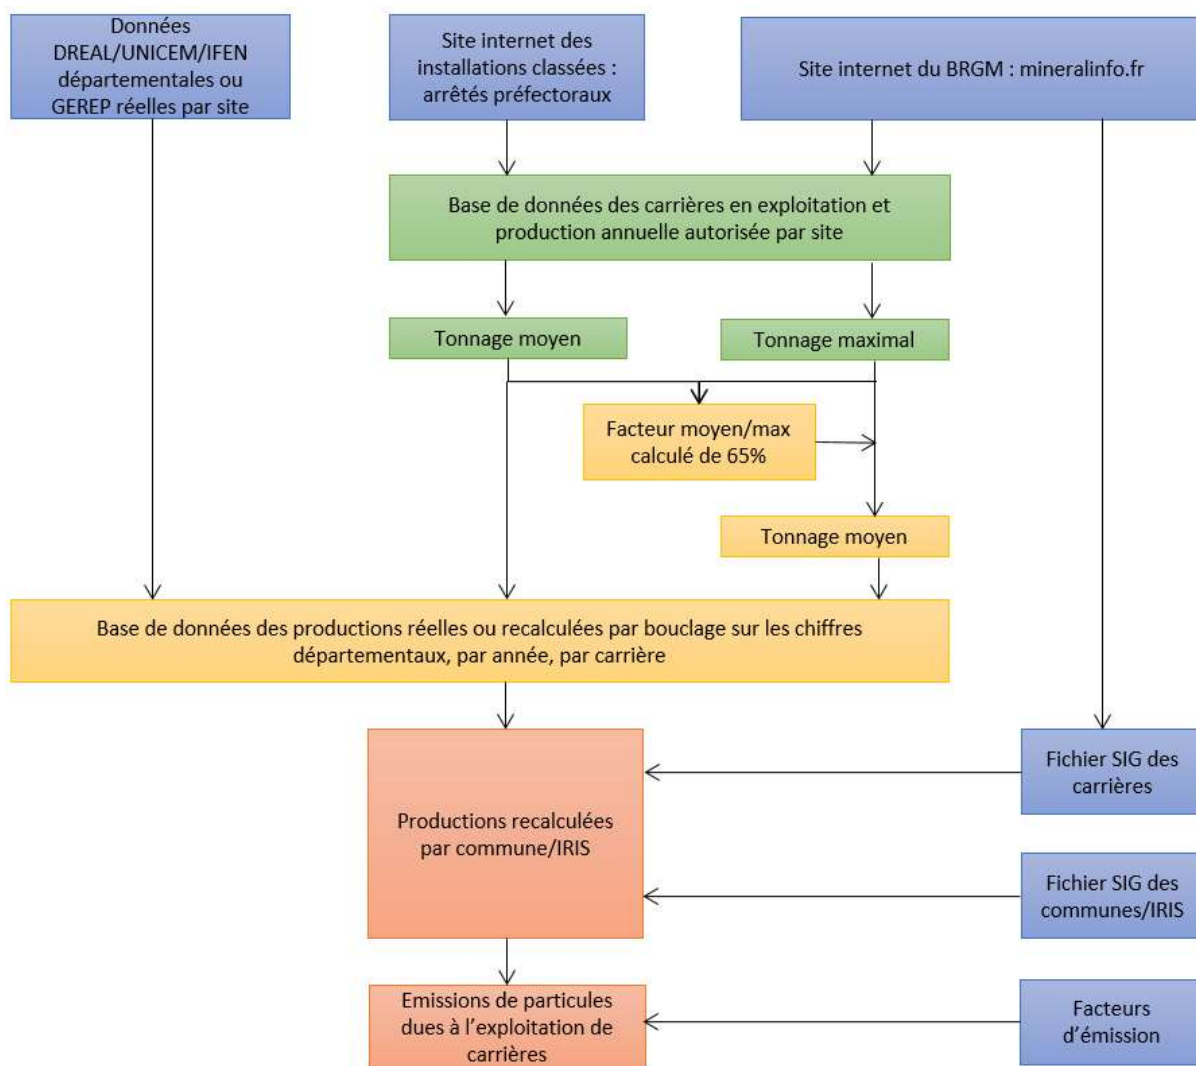 Données
DREAL/UNICEM/IFEN
départementales ou
GEREP réelles par site
Site internet des
installations classées :
arrêtés préfectoraux
Site internet du BRGM : mineralinfo.fr
Base de données des carrières en exploitation et
production annuelle autorisée par site
Tonnage moyen
Tonnage maximal
Facteur moyen/max
calculé de 65%
Tonnage moyen
Base de données des productions réelles ou recalculées par bouclage sur les chiffres
départementaux, par année, par carrière
Productions recalculées
par commune/IRIS
Fichier SIG des
carrières
Fichier SIG des
communes/IRIS
Emissions de particules
dues à l’exploitation de
carrières
Facteurs
d’émission